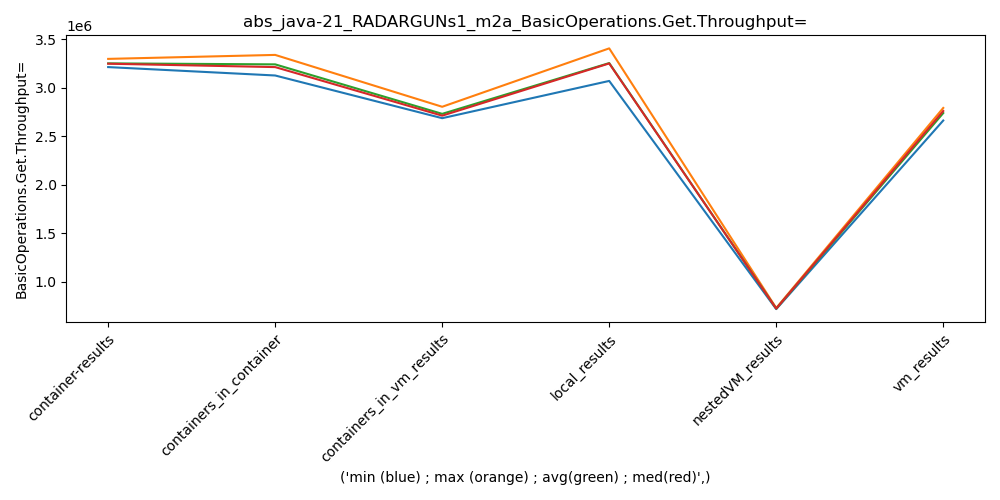 abs_java-21_RADARGUNs1_m2a_BasicOperations.Get.Throughput=
1e6
3.5
3.0
2.5
2.0
1.5
1.0
BasicOperations.Get.Throughput=
container-results
containers_in_container
containers_in_vm_results
local_results
nestedVM_results
vm_results
('min (blue) ; max (orange) ; avg(green) ; med(red)',)